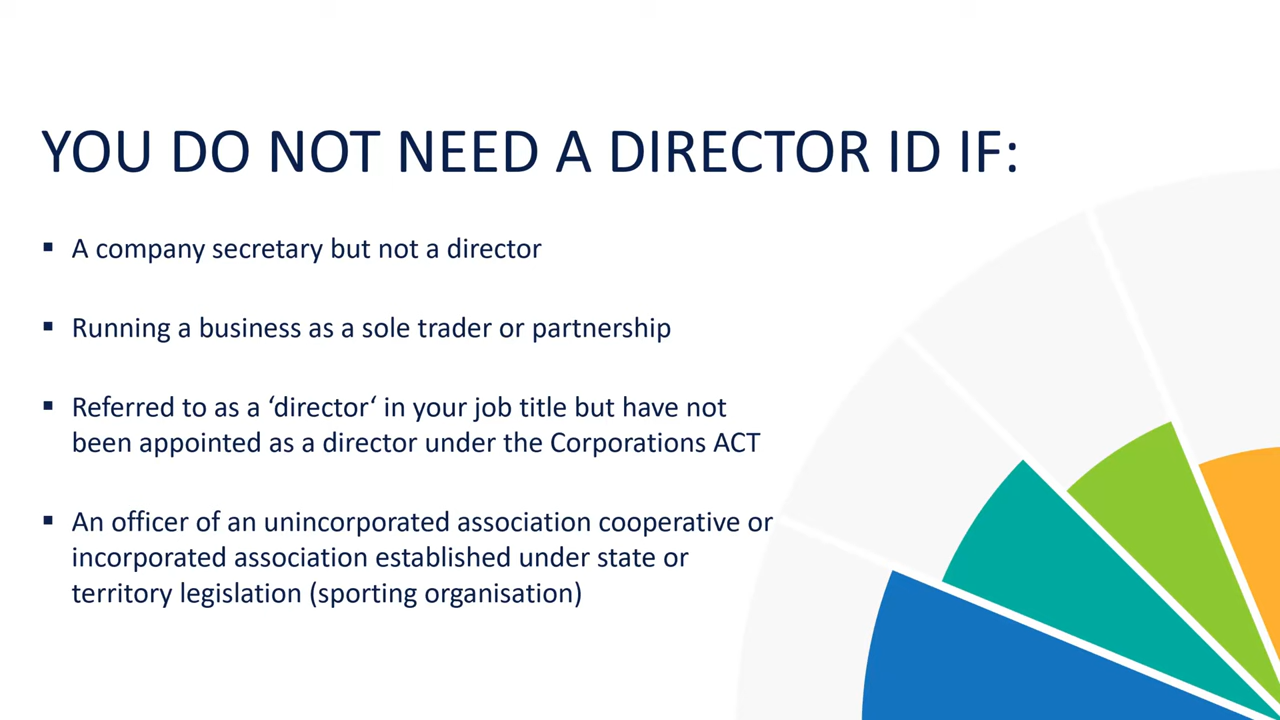 YOU DO NOT NEED A DIRECTOR ID IF:
▪ A company secretary but not a director
▪ Running a business as a sole trader or partnership
▪ Referred to as a ‘director‘ in your job title but have not
been appointed as a director under the Corporations ACT
▪ An officer of an unincorporated association cooperative or
incorporated association established under state or
territory legislation (sporting organisation)